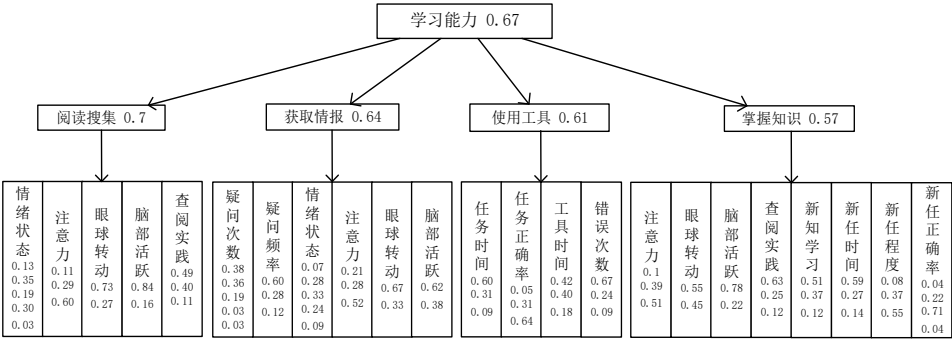 学习能力 0.67
阅读搜集 0.7
获取情报 0.64
使用工具 0.61
掌握知识 0.57
情绪状态
0.13
0.35
0.19
0.30
0.03
注意力
0.11
0.29
0.60
眼球转动
0.73
0.27
脑部活跃
0.84
0.16
查阅实践
0.49
0.40
0.11
疑问次数
0.38
0.36
0.19
0.03
0.03
疑问频率
0.60
0.28
0.12
情绪状态
0.07
0.28
0.33
0.24
0.09
注意力
0.21
0.28
0.52
眼球转动
0.67
0.33
脑部活跃
0.62
0.38
任务时间
0.60
0.31
0.09
任务正确率
0.05
0.31
0.64
工具时间
0.42
0.40
0.18
错误次数
0.67
0.24
0.09
注意力
0.1
0.39
0.51
眼球转动
0.55
0.45
脑部活跃
0.78
0.22
查阅实践
0.63
0.25
0.12
新知学习
0.51
0.37
0.12
新任时间
0.59
0.27
0.14
新任程度
0.08
0.37
0.55
新任正确率
0.04
0.22
0.71
0.04